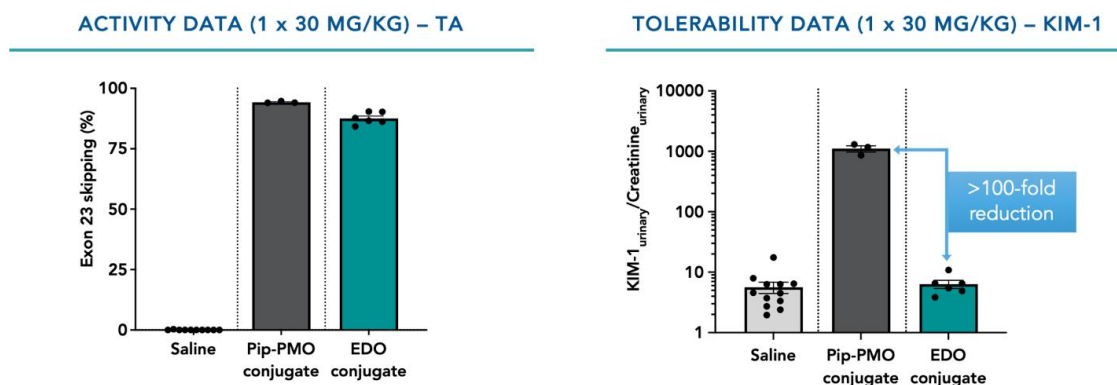 ACTIVITY DATA (1 x 30 MG/KG) – TA
Exon 23 skipping (%)
100
75
50
25
0
Saline
Pip-PMO
conjugate
EDO
conjugate
TOLERABILITY DATA (1 x 30 MG/KG) – KIM-1
KIM-1urinary/Creatinineurinary
10000
1000
100
10
1
>100-fold
reduction
Saline
Pip-PMO
conjugate
EDO
conjugate